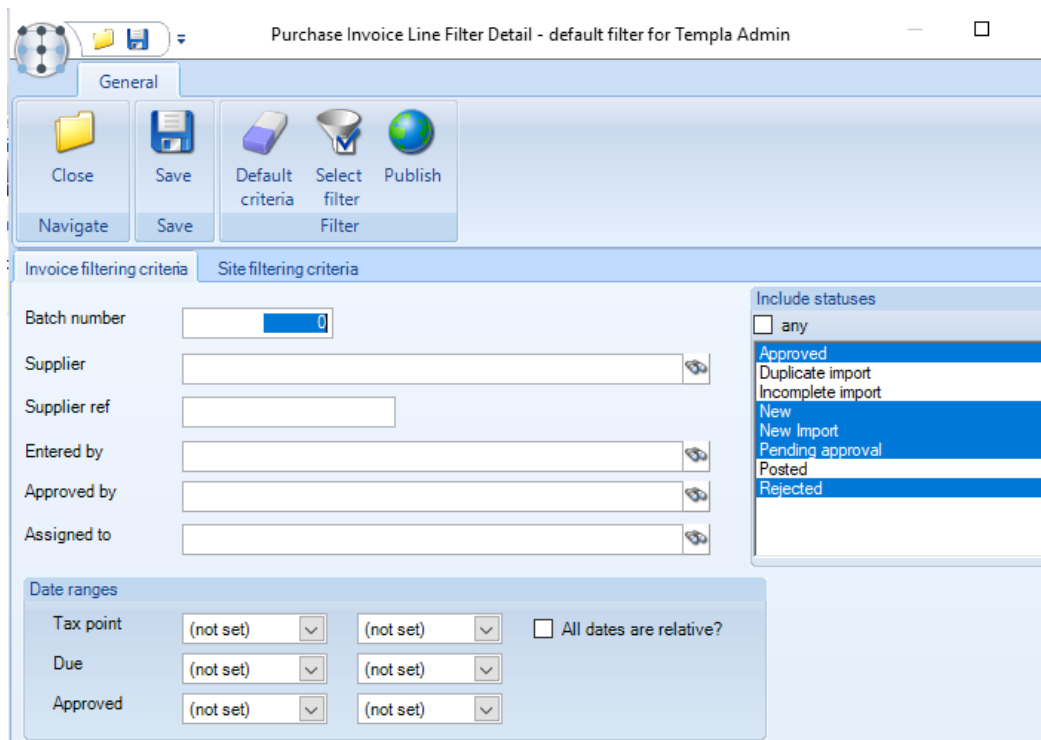 Purchase Invoice Line Filter Detail - default filter for Templa Admin
General
Close
Save
Default criteria
Select filter
Publish
Navigate
Save
Filter
Invoice filtering criteria
Site filtering criteria
Batch number
0
Supplier
Supplier ref
Entered by
Approved by
Assigned to
Include statuses
any
Approved
Duplicate import
Incomplete import
New
New Import
Pending approval
Posted
Rejected
Date ranges
Tax point (not set) (not set) All dates are relative?
Due (not set) (not set)
Approved (not set) (not set)